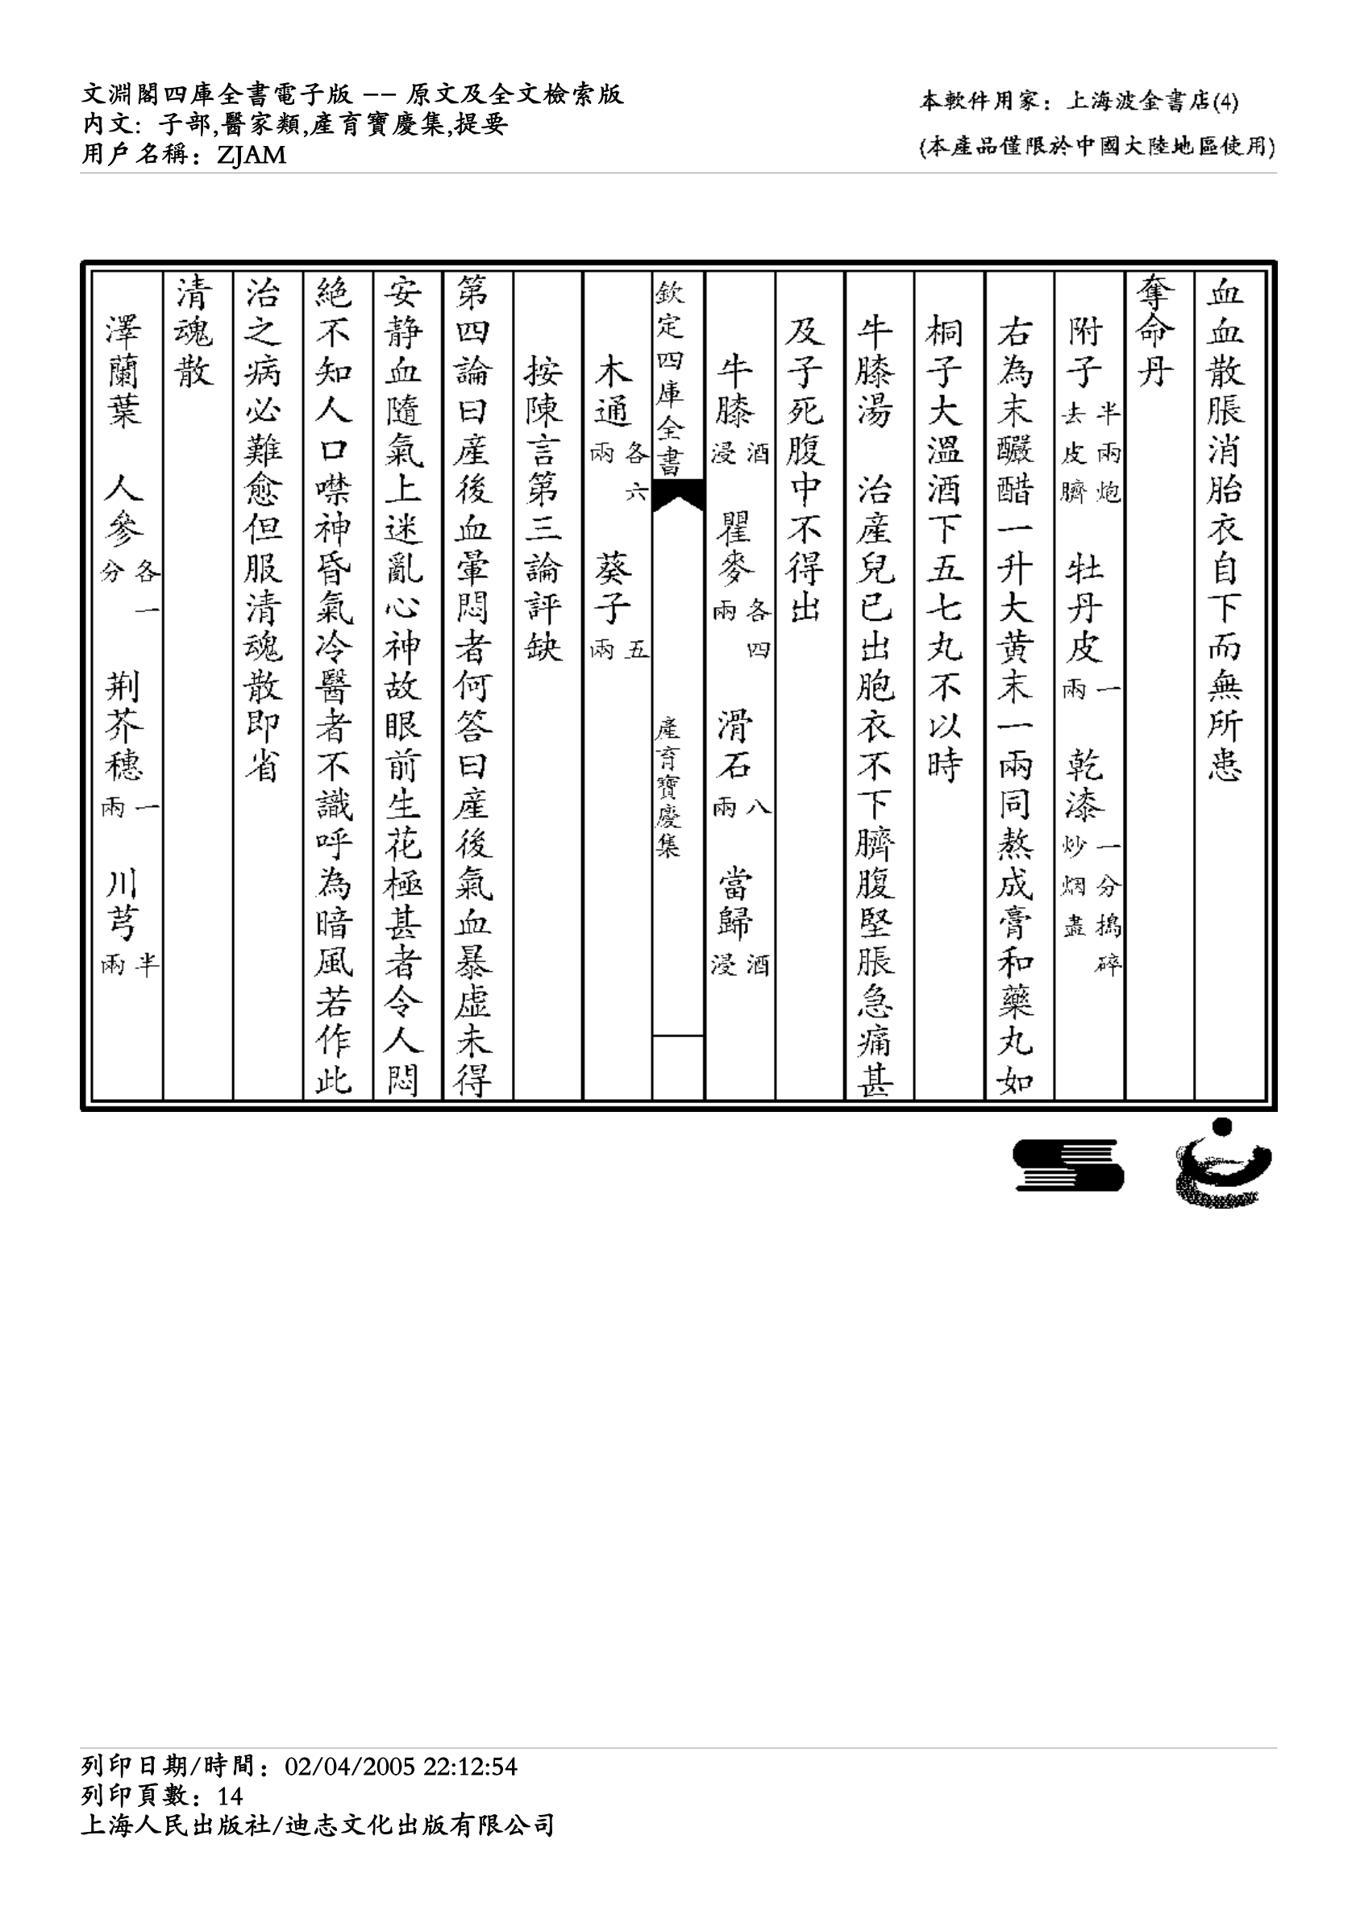 文淵閣四庫全書電子版 -- 原文及全文檢索版
内文：子部,醫家類,產育寶慶集,提要
用戶名稱：ZJAM
本軟件用家：上海波金書店(4)
(本產品僅限於中國大陸地區使用)
血血散脹消胎衣自下而無所患
奪命丹
附子半兩炮去皮臍 牡丹皮一兩 乾漆一分搗碎炒烟盡
右為末釅醋一升大黄末一兩同熬成膏和藥丸如
桐子大溫酒下五七丸不以時
牛膝湯 治產兒已出胞衣不下臍腹堅脹急痛甚
及子死腹中不得出
牛膝酒浸 瞿麥各四兩 滑石八兩 當歸酒浸
欽定四庫全書 產育寶慶集
木通各六兩 葵子五兩
按陳言第三論評缺
第四論曰產後血暈悶者何答曰產後氣血暴虛未得
安静血隨氣上迷亂心神故眼前生花極甚者令人悶
絕不知人口噤神昏氣冷醫者不識呼為暗風若作此
治之病必難愈但服清魂散即省
清魂散
澤蘭葉 人參各一分 荆芥穗一兩 川芎半兩
列印日期/時間：02/04/2005 22:12:54
列印頁數：14
上海人民出版社/迪志文化出版有限公司